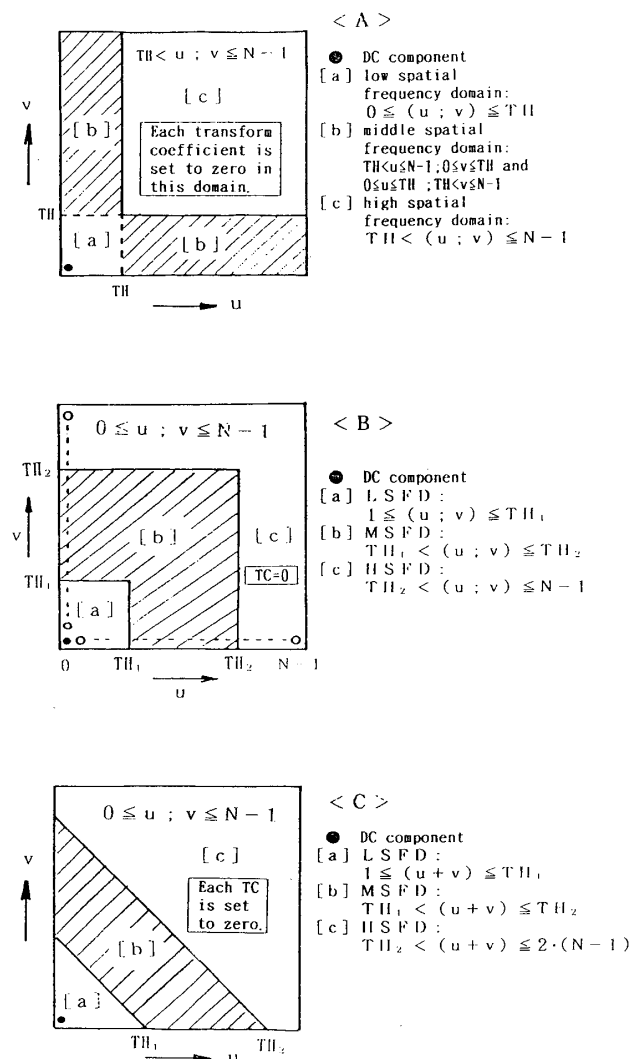 < A >
TH < u ; v ≦ N − 1
[ c ]
Each transform
coefficient is
set to zero in
this domain.
v
[ b ]
TH
[ a ]
[ b ]
TH
u
● DC component
[ a ] low spatial
frequency domain:
0 ≦ ( u ; v ) ≦ TH
[ b ] middle spatial
frequency domain:
TH<u≦N-1;0≦v≦TH and
0≦u≦TH ;TH<v≦N-1
[ c ] high spatial
frequency domain:
TH < ( u ; v ) ≦ N − 1
< B >
0 ≦ u ; v ≦ N − 1
TH₂
v
[ b ]
[ c ]
TH₁
TC=0
[ a ]
0
TH₁
TH₂
N − 1
u
● DC component
[ a ] LSFD :
1 ≦ ( u ; v ) ≦ TH₁
[ b ] MSFD :
TH₁ < ( u ; v ) ≦ TH₂
[ c ] HSFD :
TH₂ < ( u ; v ) ≦ N − 1
< C >
0 ≦ u ; v ≦ N − 1
v
[ c ]
Each TC
is set
to zero.
[ b ]
[ a ]
TH₁
TH₂
u
● DC component
[ a ] LSFD :
1 ≦ ( u + v ) ≦ TH₁
[ b ] MSFD :
TH₁ < ( u + v ) ≦ TH₂
[ c ] HSFD :
TH₂ < ( u + v ) ≦ 2·( N − 1 )